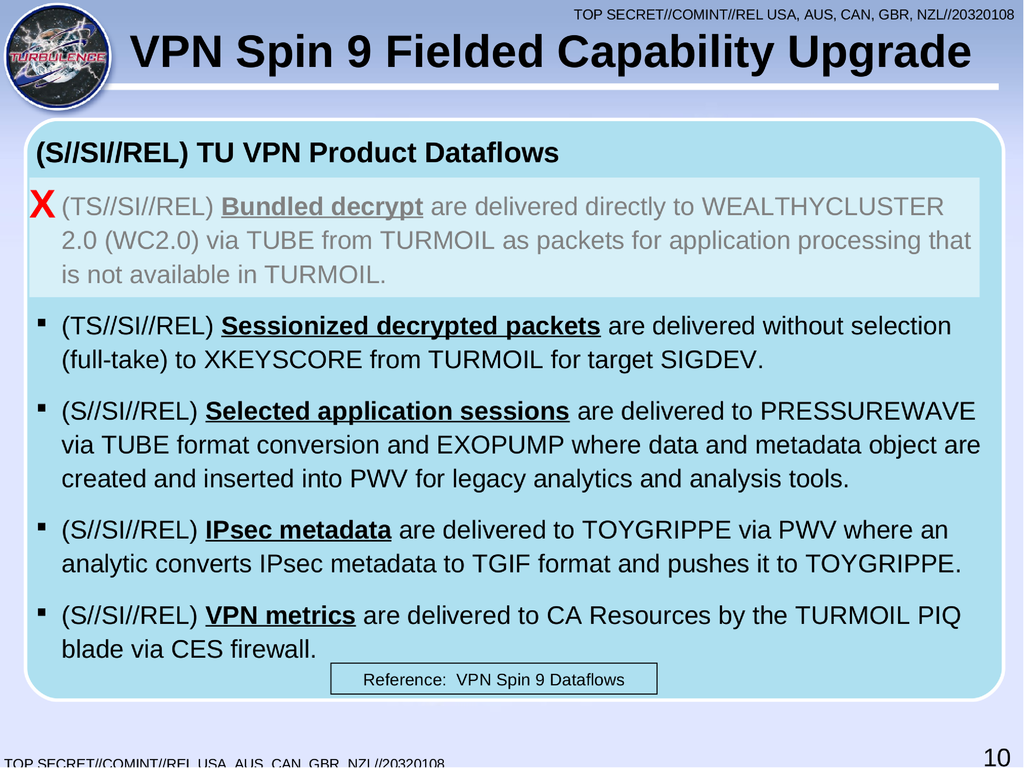 TOP SECRET//COMINT//REL USA, AUS, CAN, GBR, NZL//20320108
TURBULENCE
VPN Spin 9 Fielded Capability Upgrade
(S//SI//REL) TU VPN Product Dataflows
X (TS//SI//REL) Bundled decrypt are delivered directly to WEALTHYCLUSTER
2.0 (WC2.0) via TUBE from TURMOIL as packets for application processing that
is not available in TURMOIL.
▪ (TS//SI//REL) Sessionized decrypted packets are delivered without selection
(full-take) to XKEYSCORE from TURMOIL for target SIGDEV.
▪ (S//SI//REL) Selected application sessions are delivered to PRESSUREWAVE
via TUBE format conversion and EXOPUMP where data and metadata object are
created and inserted into PWV for legacy analytics and analysis tools.
▪ (S//SI//REL) IPsec metadata are delivered to TOYGRIPPE via PWV where an
analytic converts IPsec metadata to TGIF format and pushes it to TOYGRIPPE.
▪ (S//SI//REL) VPN metrics are delivered to CA Resources by the TURMOIL PIQ
blade via CES firewall.
Reference: VPN Spin 9 Dataflows
TOP SECRET//COMINT//REL USA, AUS, CAN, GBR, NZL//20320108
10